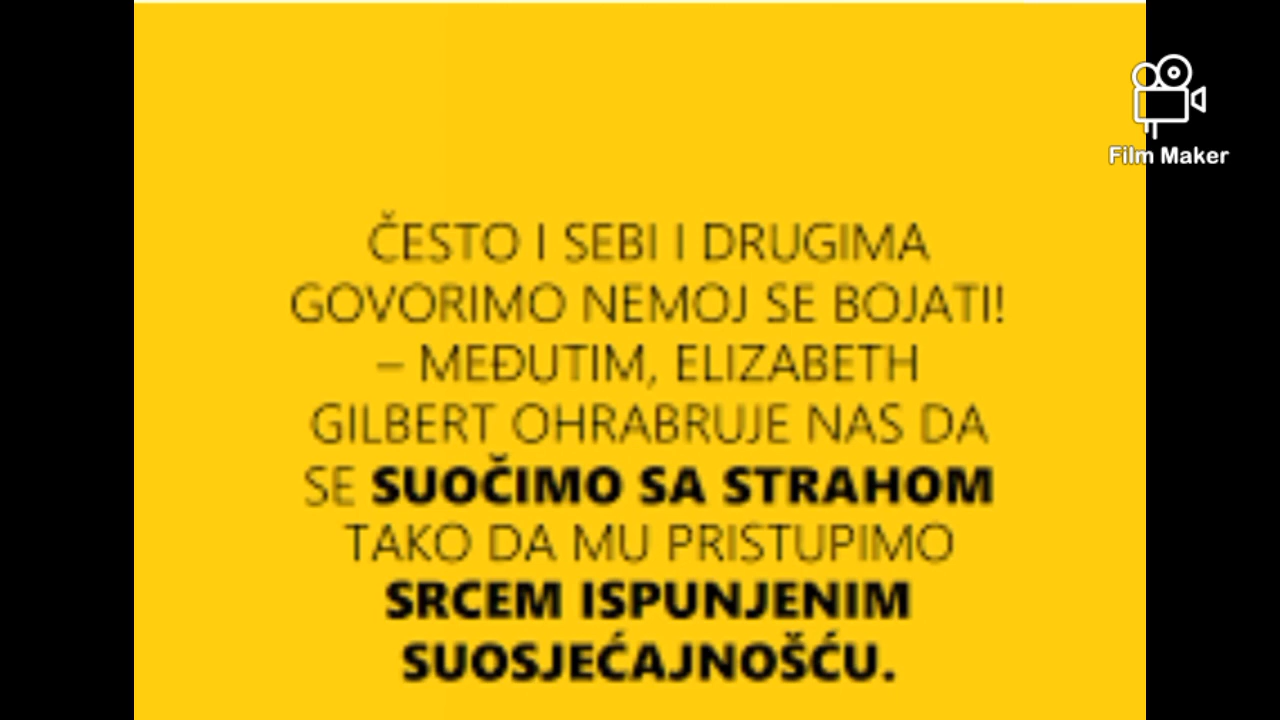 Film Maker
ČESTO I SEBI I DRUGIMA
GOVORIMO NEMOJ SE BOJATI!
– MEĐUTIM, ELIZABETH
GILBERT OHRABRUJE NAS DA
SE SUOČIMO SA STRAHOM
TAKO DA MU PRISTUPIMO
SRCEM ISPUNJENIM
SUOSJEĆAJNOŠĆU.